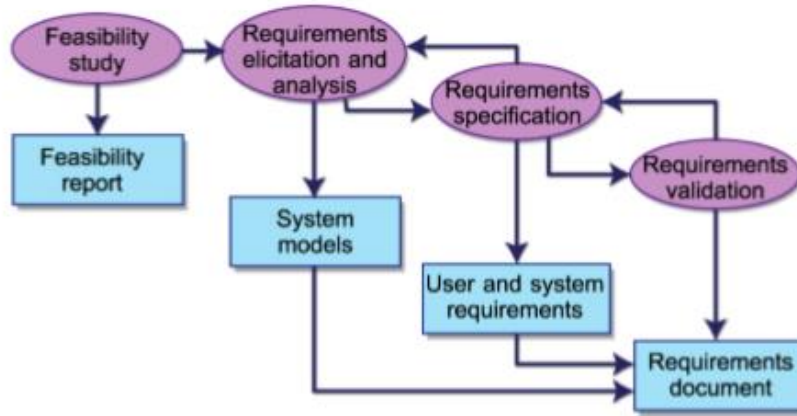 Feasibility
study
Requirements
elicitation and
analysis
Requirements
specification
Requirements
validation
Feasibility
report
System
models
User and system
requirements
Requirements
document